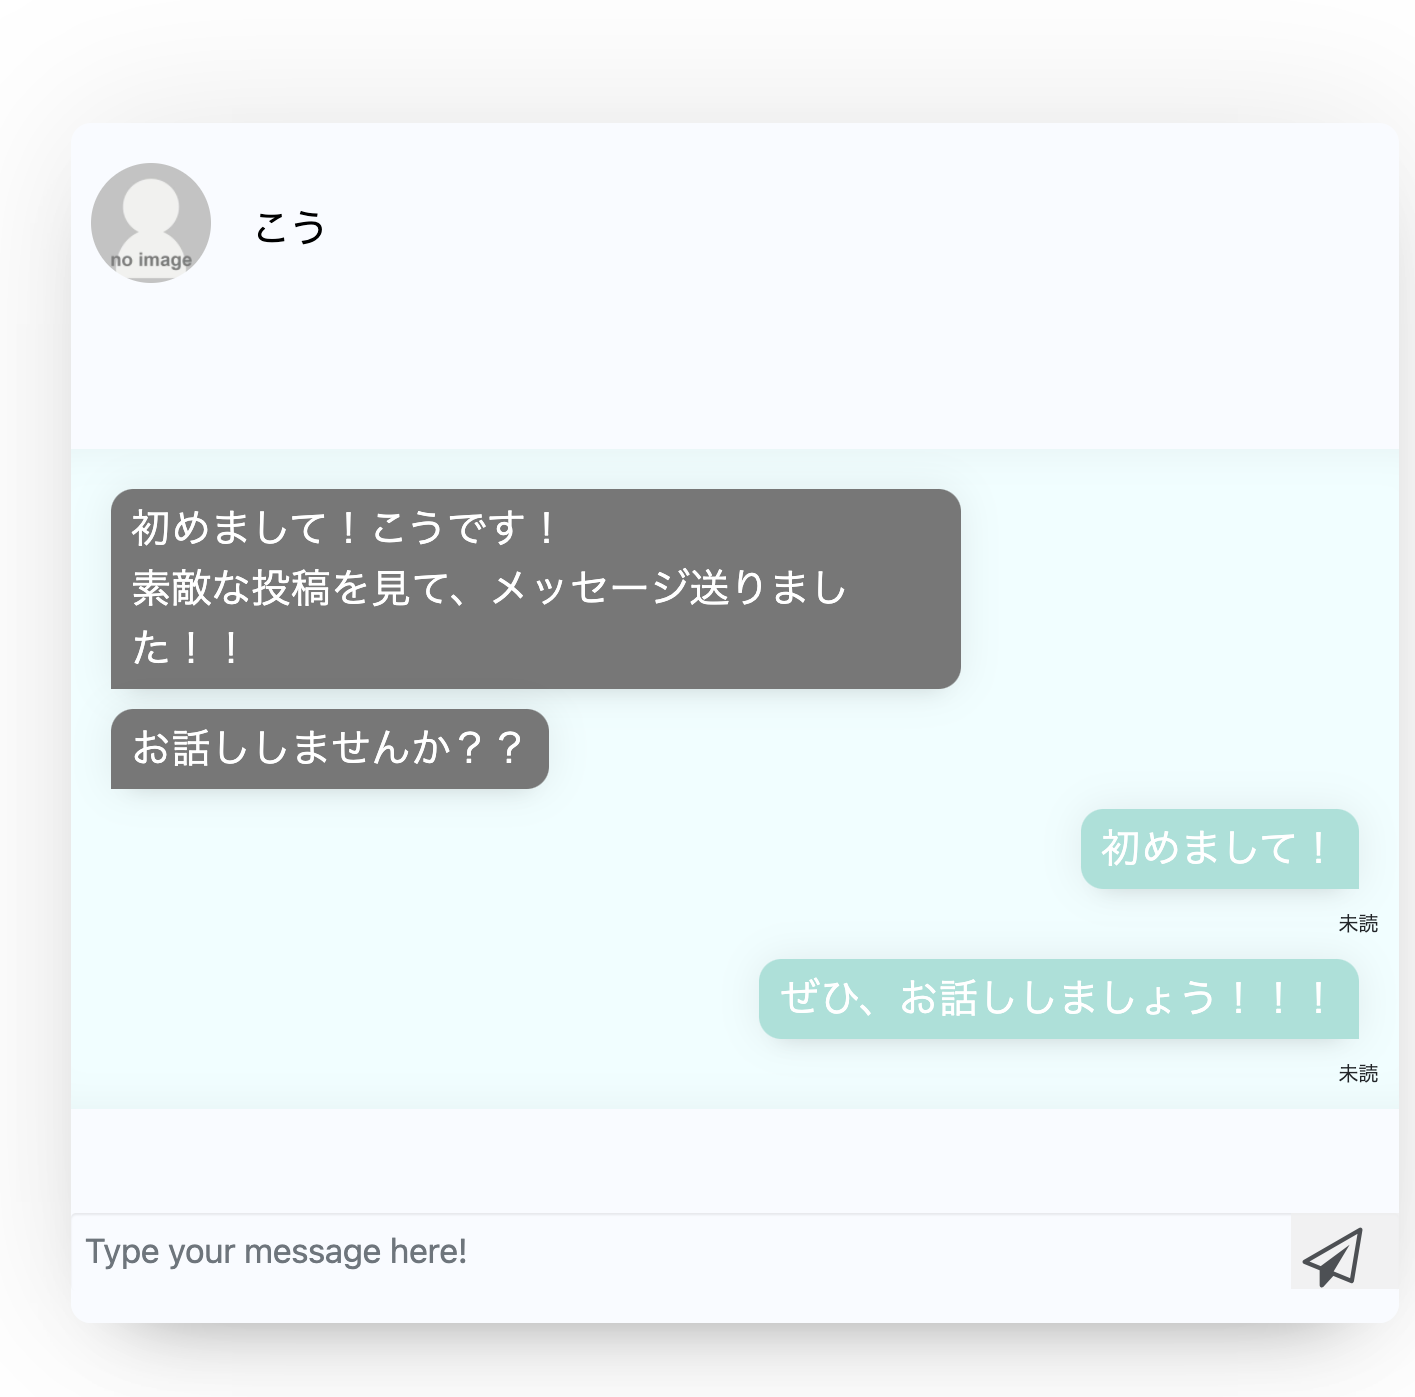 no image
こう
初めまして！こうです！
素敵な投稿を見て、メッセージ送りまし
た！！
お話ししませんか？？
初めまして！
未読
ぜひ、お話ししましょう！！！
未読
Type your message here!